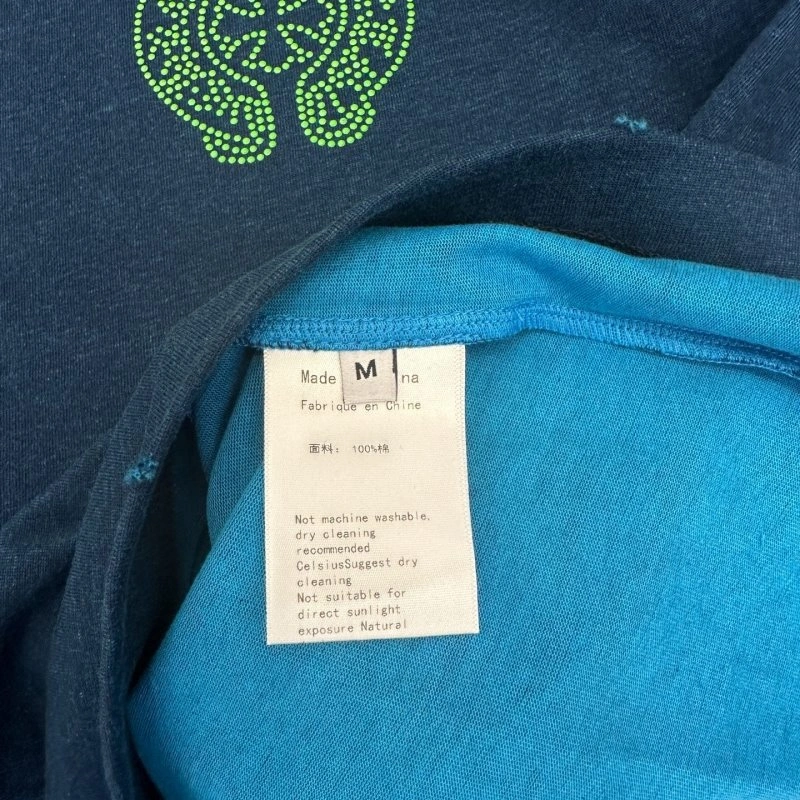 M
Made na
Fabrique en Chine
面料: 100%棉
Not machine washable,
dry cleaning
recommended
CelsiusSuggest dry
cleaning
Not suitable for
direct sunlight
exposure Natural